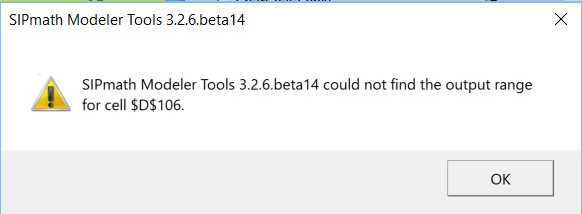 SIPmath Modeler Tools 3.2.6.beta14
SIPmath Modeler Tools 3.2.6.beta14 could not find the output range
for cell $D$106.
OK